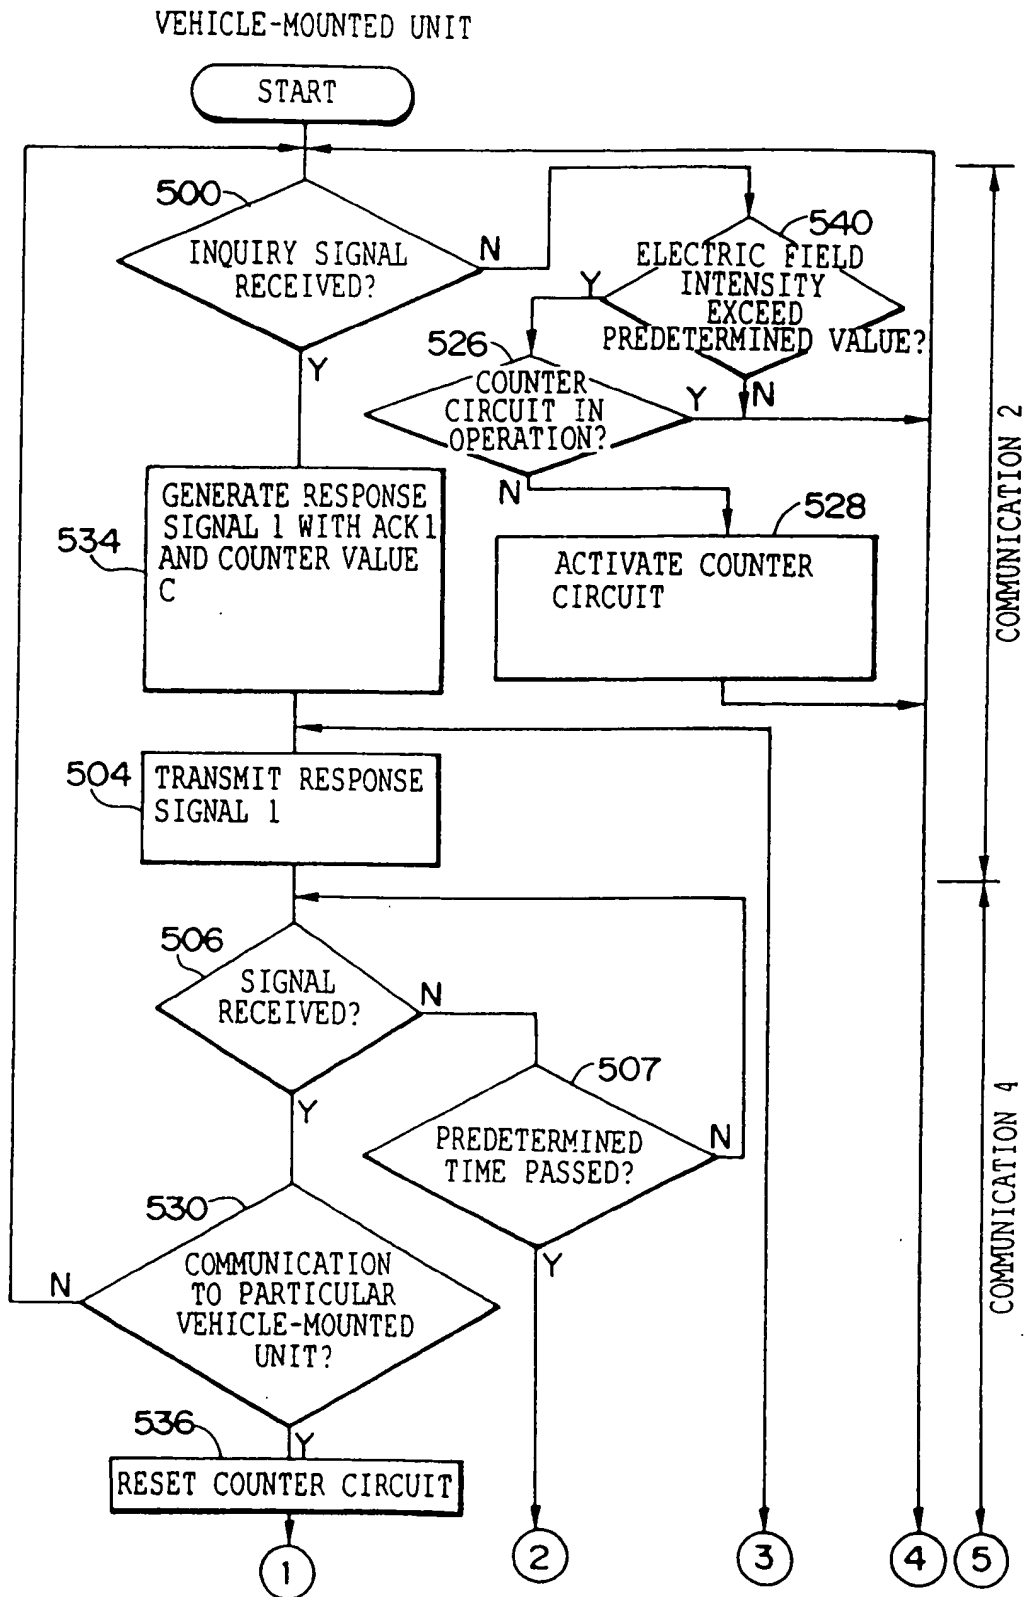 VEHICLE-MOUNTED UNIT
START
500
INQUIRY SIGNAL
RECEIVED?
N
Y
540
ELECTRIC FIELD
INTENSITY
EXCEED
PREDETERMINED VALUE?
Y
N
526
COUNTER
CIRCUIT IN
OPERATION?
Y
N
528
ACTIVATE COUNTER
CIRCUIT
534
GENERATE RESPONSE
SIGNAL 1 WITH ACK1
AND COUNTER VALUE
C
COMMUNICATION 2
504
TRANSMIT RESPONSE
SIGNAL 1
506
SIGNAL
RECEIVED?
N
Y
507
PREDETERMINED
TIME PASSED?
N
Y
530
COMMUNICATION
TO PARTICULAR
VEHICLE-MOUNTED
UNIT?
N
Y
COMMUNICATION 4
536
RESET COUNTER CIRCUIT
1
2
3
4
5